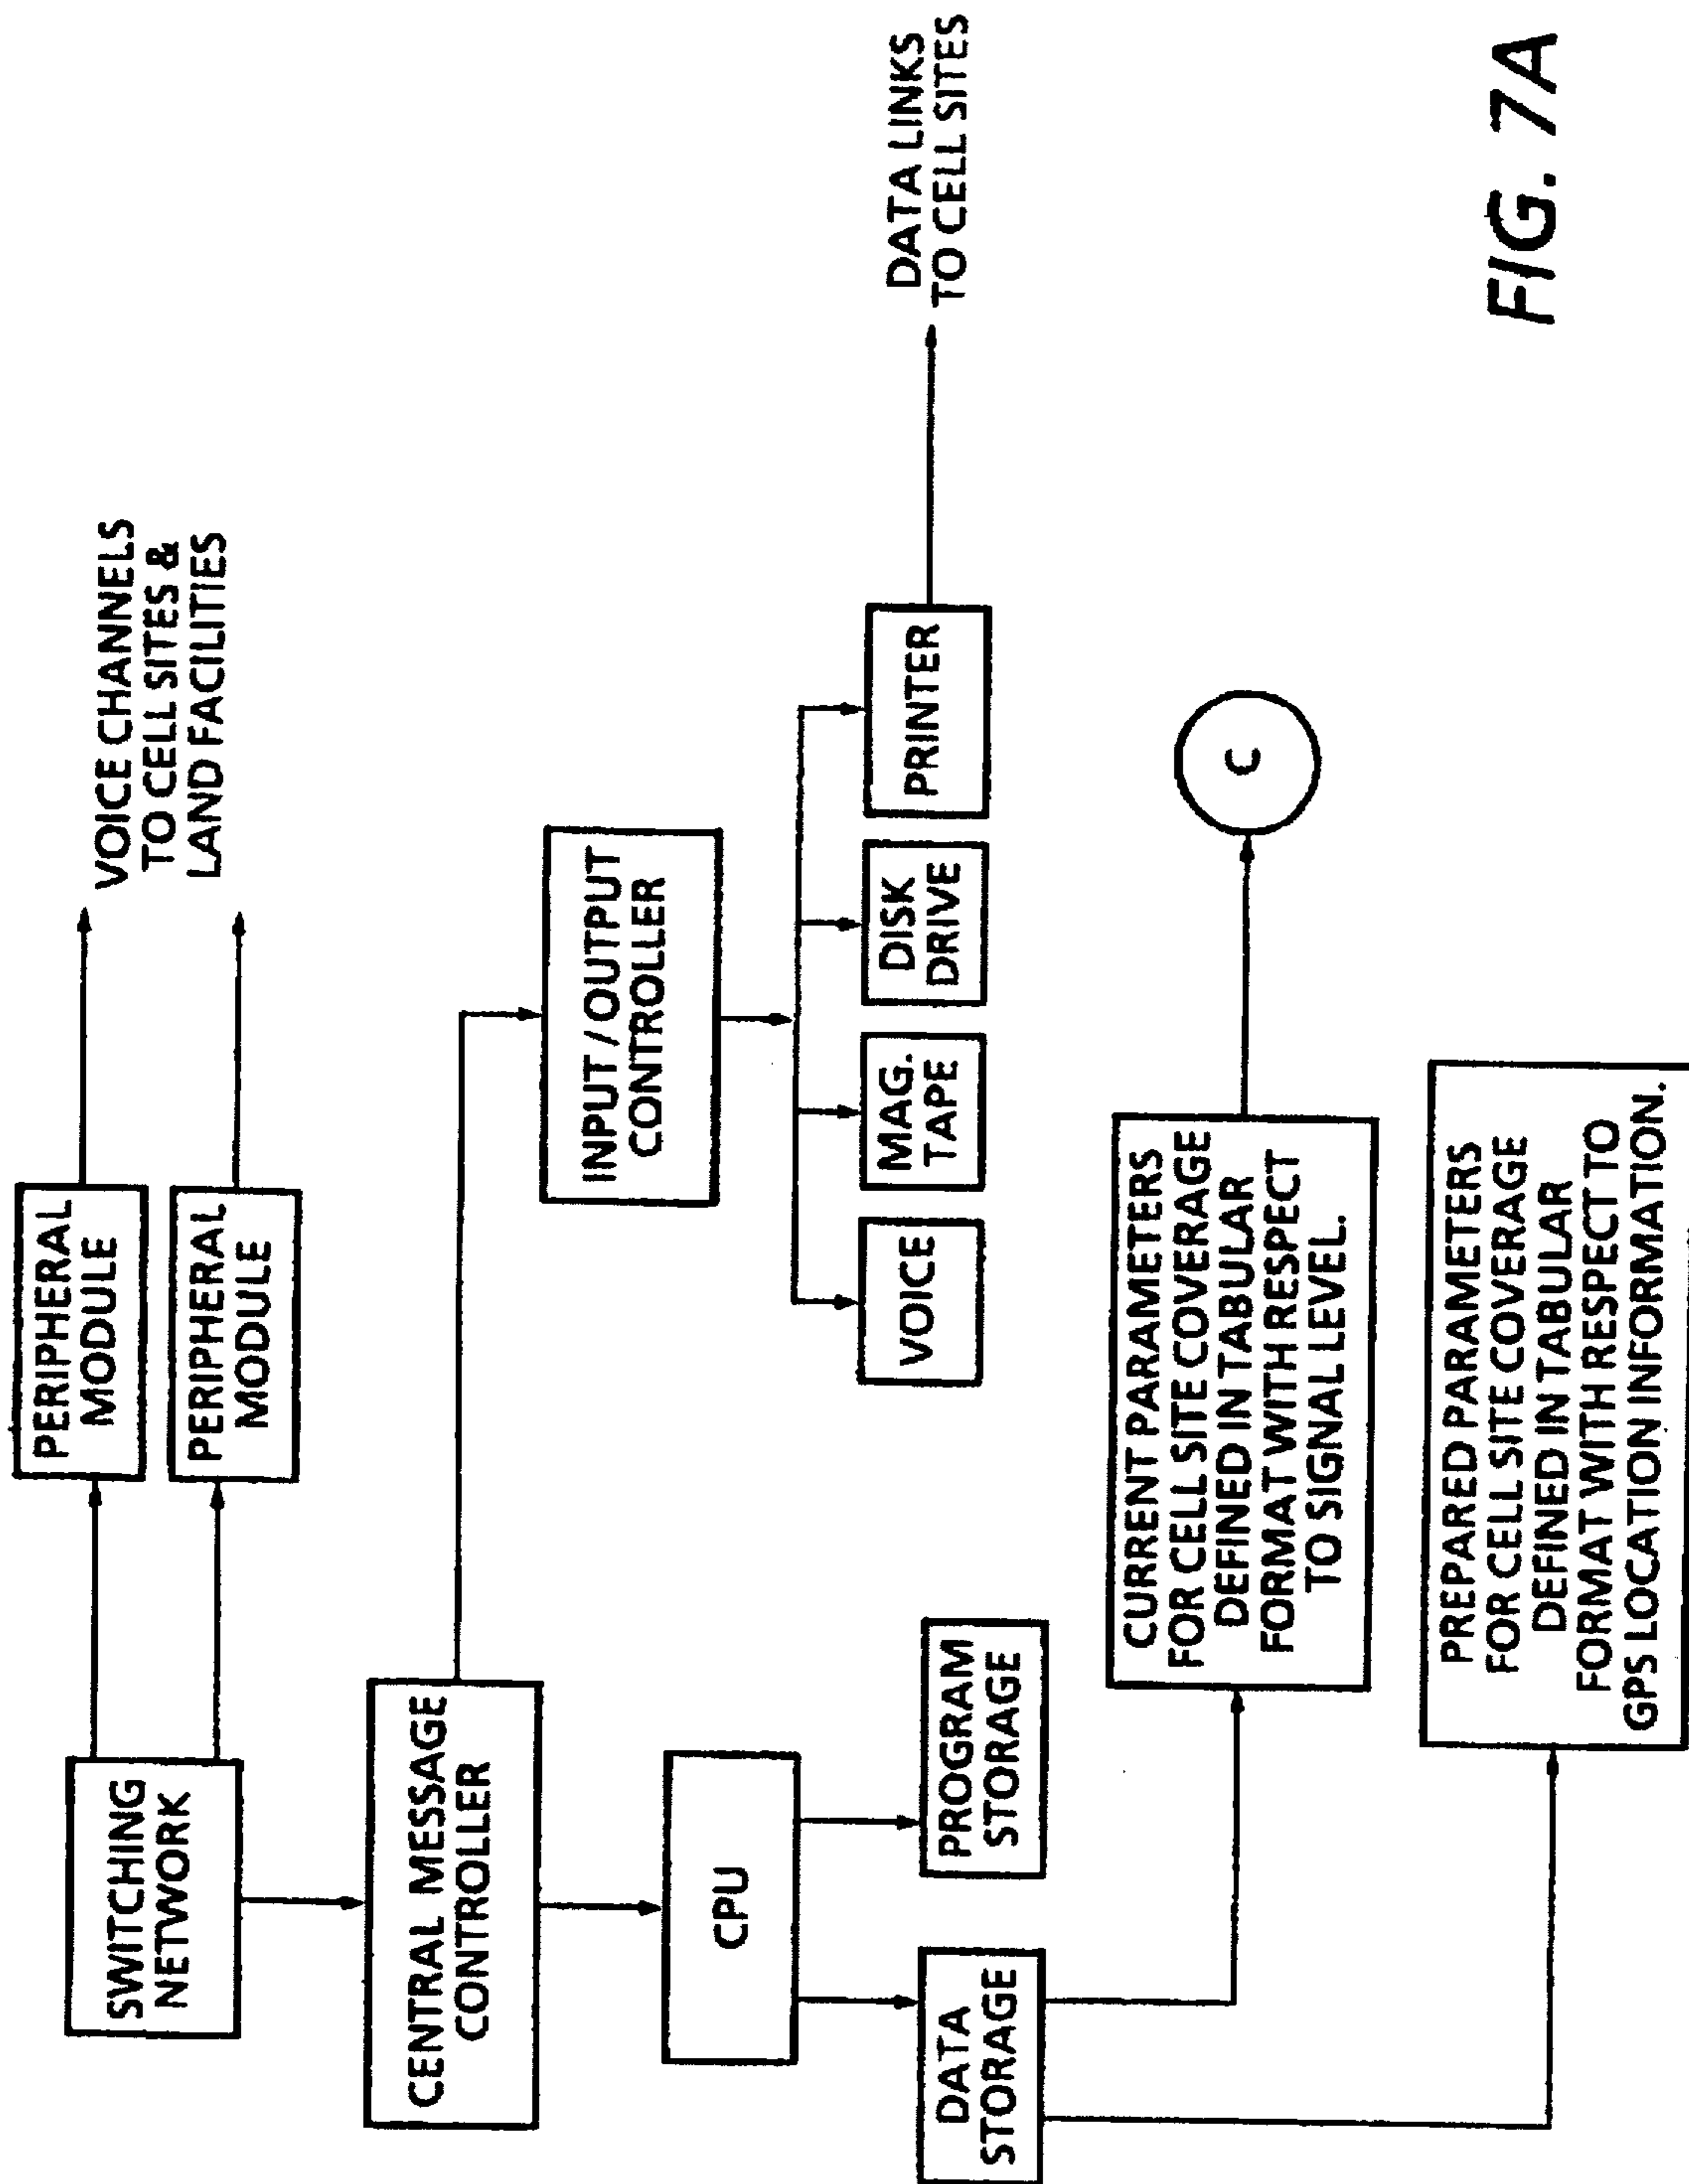 SWITCHING
NETWORK
PERIPHERAL
MODULE
PERIPHERAL
MODULE
VOICE CHANNELS
TO CELL SITES &
LAND FACILITIES
CENTRAL MESSAGE
CONTROLLER
INPUT / OUTPUT
CONTROLLER
CPU
VOICE
MAG.
TAPE
DISK
DRIVE
PRINTER
DATA LINKS
TO CELL SITES
DATA
STORAGE
PROGRAM
STORAGE
CURRENT PARAMETERS
FOR CELL SITE COVERAGE
DEFINED IN TABULAR
FORMAT WITH RESPECT
TO SIGNAL LEVEL.
C
PREPARED PARAMETERS
FOR CELL SITE COVERAGE
DEFINED IN TABULAR
FORMAT WITH RESPECT TO
GPS LOCATION INFORMATION.
FIG. 7A